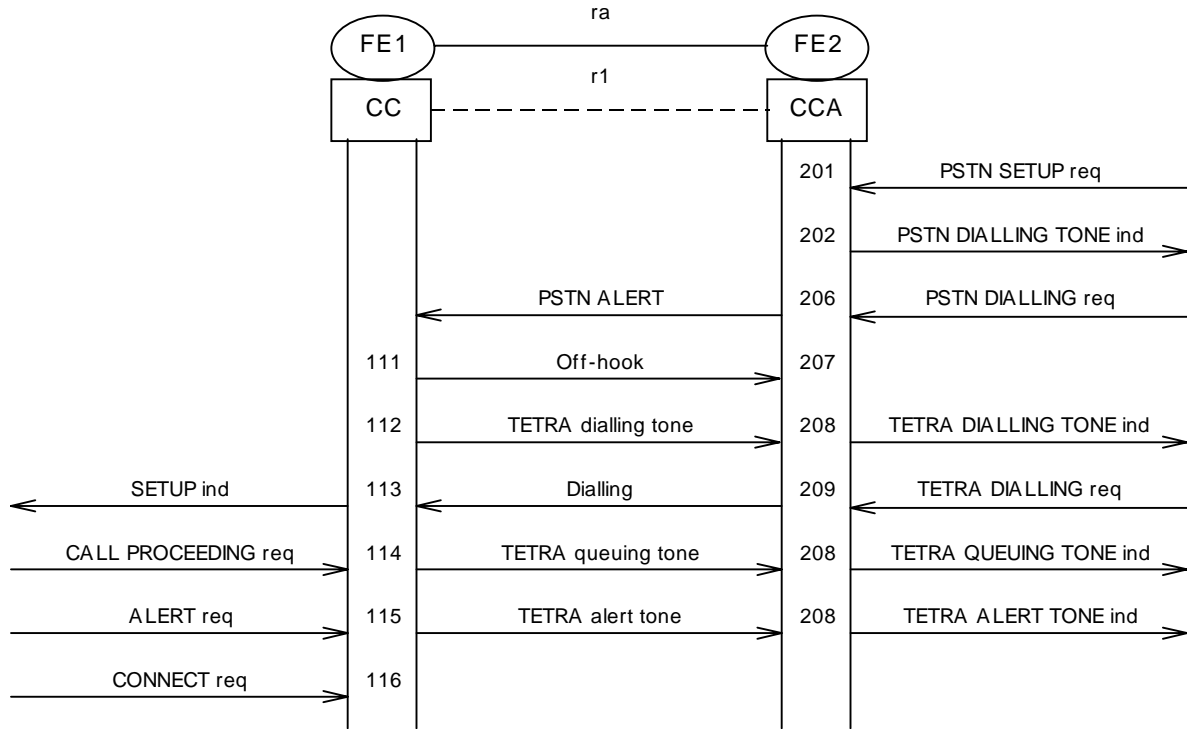 ra
FE1
FE2
r1
CC
CCA
201 PSTN SETUP req
202 PSTN DIALLING TONE ind
PSTN ALERT 206 PSTN DIALLING req
111 Off-hook 207
112 TETRA dialling tone 208 TETRA DIALLING TONE ind
SETUP ind 113 Dialling 209 TETRA DIALLING req
CALL PROCEEDING req 114 TETRA queuing tone 208 TETRA QUEUING TONE ind
ALERT req 115 TETRA alert tone 208 TETRA ALERT TONE ind
CONNECT req 116